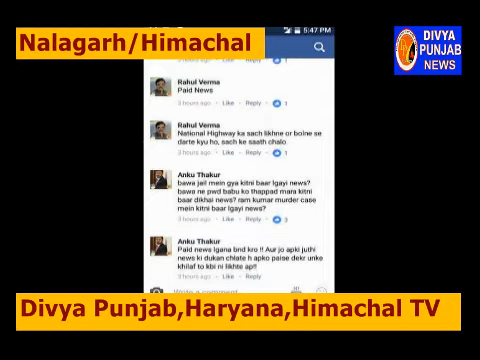 Nalagarh/Himachal
DIVYA
PUNJAB
NEWS
5:47 PM
3 hours ago · Like · Reply · 1
Rahul Verma
Paid News
3 hours ago · Like · Reply · 1
Rahul Verma
National Highway ka sach likhne or bolne se
darte kyu ho, sach ke saath chalo.
3 hours ago · Like · Reply · 1
Anku Thakur
bawa jail mein gya kitni baar lgayi news?
bawa ne pwd babu ko thappad mara kitni
baar dikhai news? ram kumar murder case
mein kitni baar lgayi news?
3 hours ago · Like · Reply · 3
Anku Thakur
Paid news lgana bnd kro !! Aur jo apki juthi
news ki dukan chlate h apko paise dekr unke
khilaf to kbi ni likhte ap!!
3 hours ago · Like · Reply
Write a comment
Divya Punjab,Haryana,Himachal TV